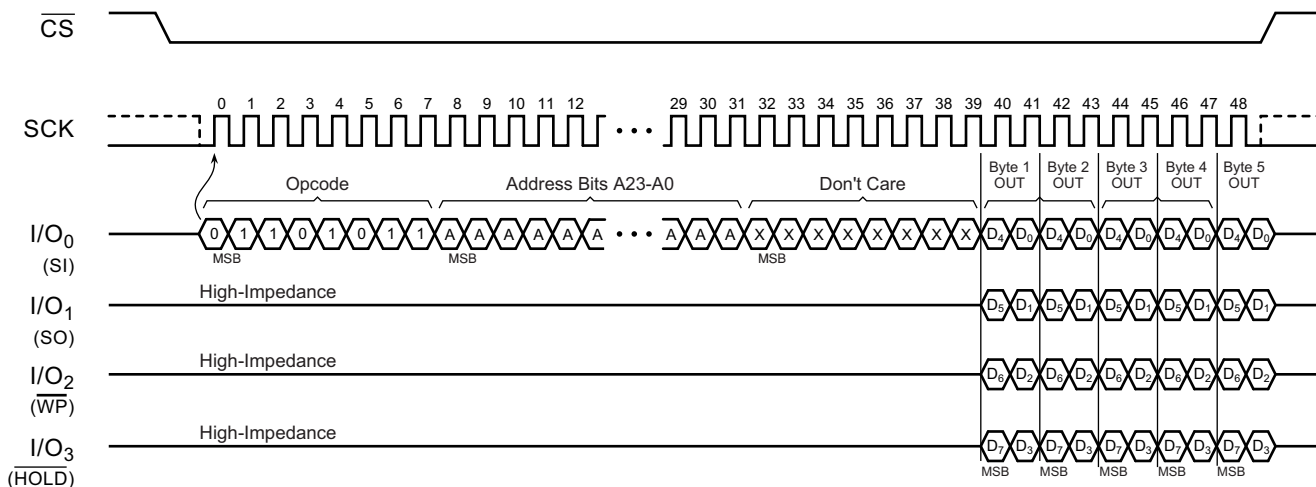 CS
SCK
0 1 2 3 4 5 6 7 8 9 10 11 12 29 30 31 32 33 34 35 36 37 38 39 40 41 42 43 44 45 46 47 48
Opcode
Address Bits A23-A0
Don't Care
Byte 1 OUT
Byte 2 OUT
Byte 3 OUT
Byte 4 OUT
Byte 5 OUT
I/O0 (SI)
0 1 1 0 1 0 1 1 A A A A A A • • • A A A X X X X X X X X D4 D0 D4 D0 D4 D0 D4 D0 D4 D0
MSB MSB MSB
I/O1 (SO)
High-Impedance
D5 D1 D5 D1 D5 D1 D5 D1 D5 D1
I/O2 (WP)
High-Impedance
D6 D2 D6 D2 D6 D2 D6 D2 D6 D2
I/O3 (HOLD)
High-Impedance
D7 D3 D7 D3 D7 D3 D7 D3 D7 D3
MSB MSB MSB MSB MSB